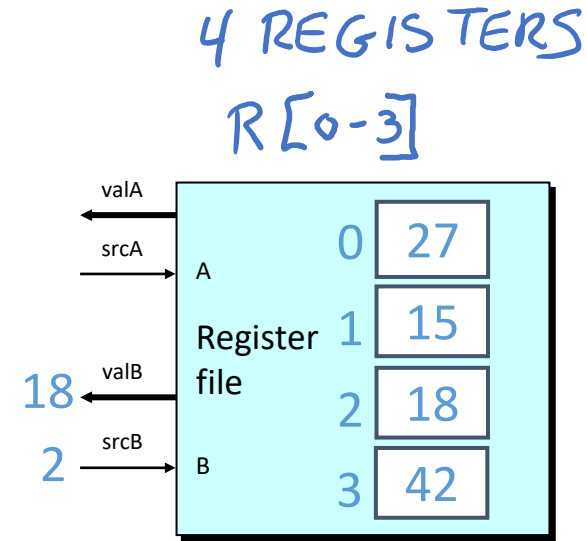 4 REGISTERS
R[0-3]
valA
srcA
A
0 27
Register
file
1 15
18 valB
2 18
2 srcB
B
3 42